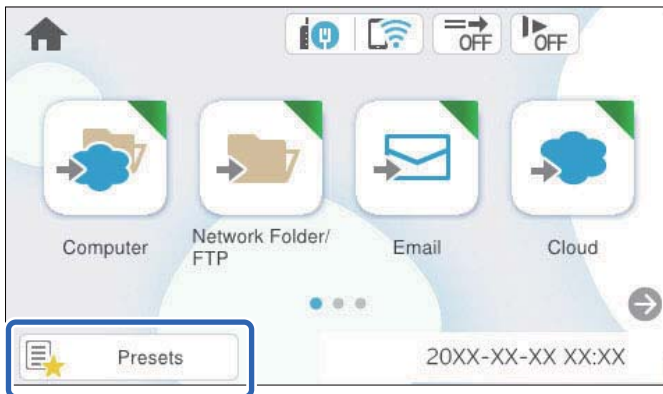 OFF
OFF
Computer
Network Folder/
FTP
Email
Cloud
Presets
20XX-XX-XX XX:XX